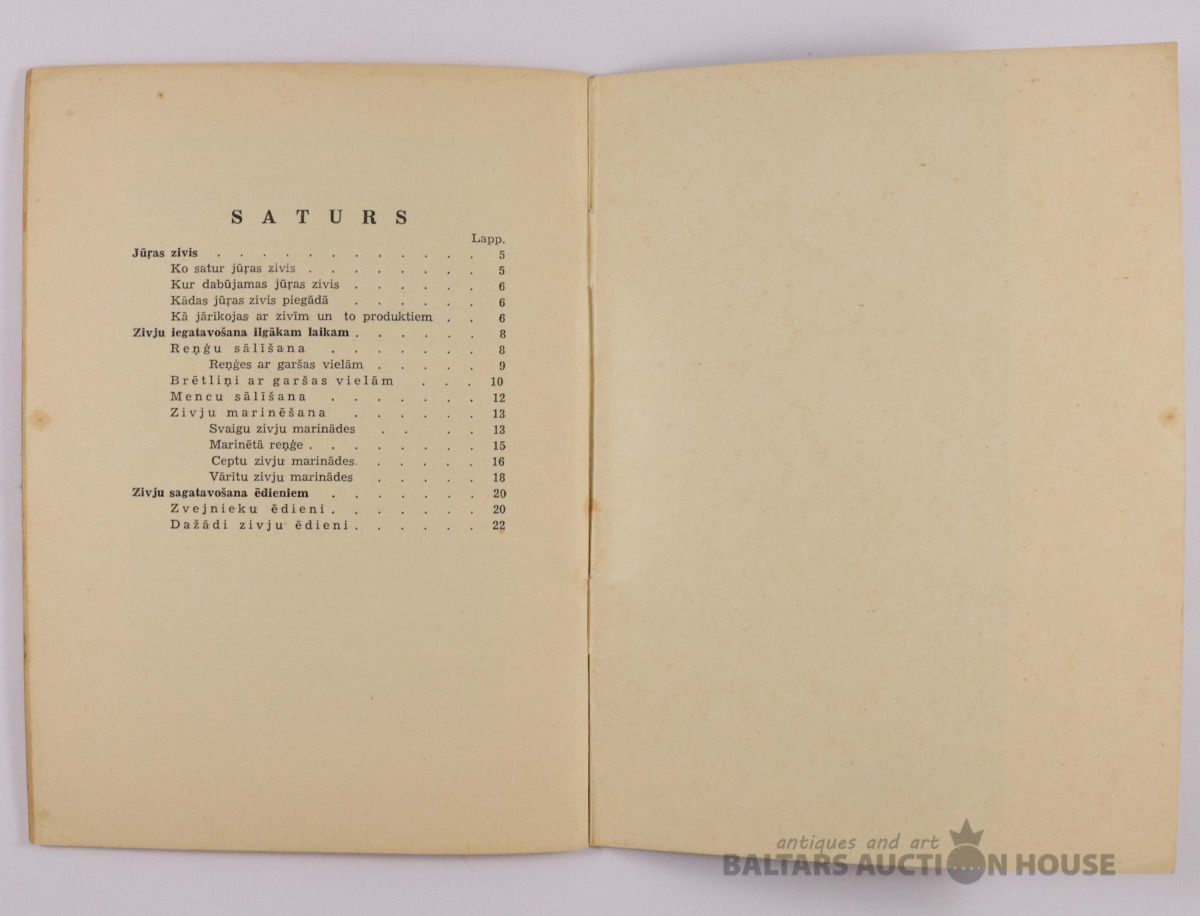 SATURS
Lapp.
Jūŗas zivis . . . . . . . . . . . . 5
Ko satur jūŗas zivis . . . . . . . . 5
Kur dabūjamas jūŗas zivis . . . . . . 6
Kādas jūŗas zivis piegādā . . . . . . 6
Kā jārīkojas ar zivīm un to produktiem . . 6
Zivju iegatavošana ilgākam laikam . . . . . . 8
Reņģu sālīšana . . . . . . . 8
Reņģes ar garšas vielām . . . . . 9
Brētliņi ar garšas vielām . . . 10
Mencu sālīšana . . . . . . . 12
Zivju marinēšana . . . . . . 13
Svaigu zivju marinādes . . . . 13
Marinētā reņģe . . . . . . . . 15
Ceptu zivju marinādes . . . . . . 16
Vārītu zivju marinādes . . . . . 18
Zivju sagatavošana ēdieniem . . . . . . . 20
Zvejnieku ēdieni . . . . . . . 20
Dažādi zivju ēdieni . . . . . . 22
antiques and art
BALTARS AUCTION HOUSE